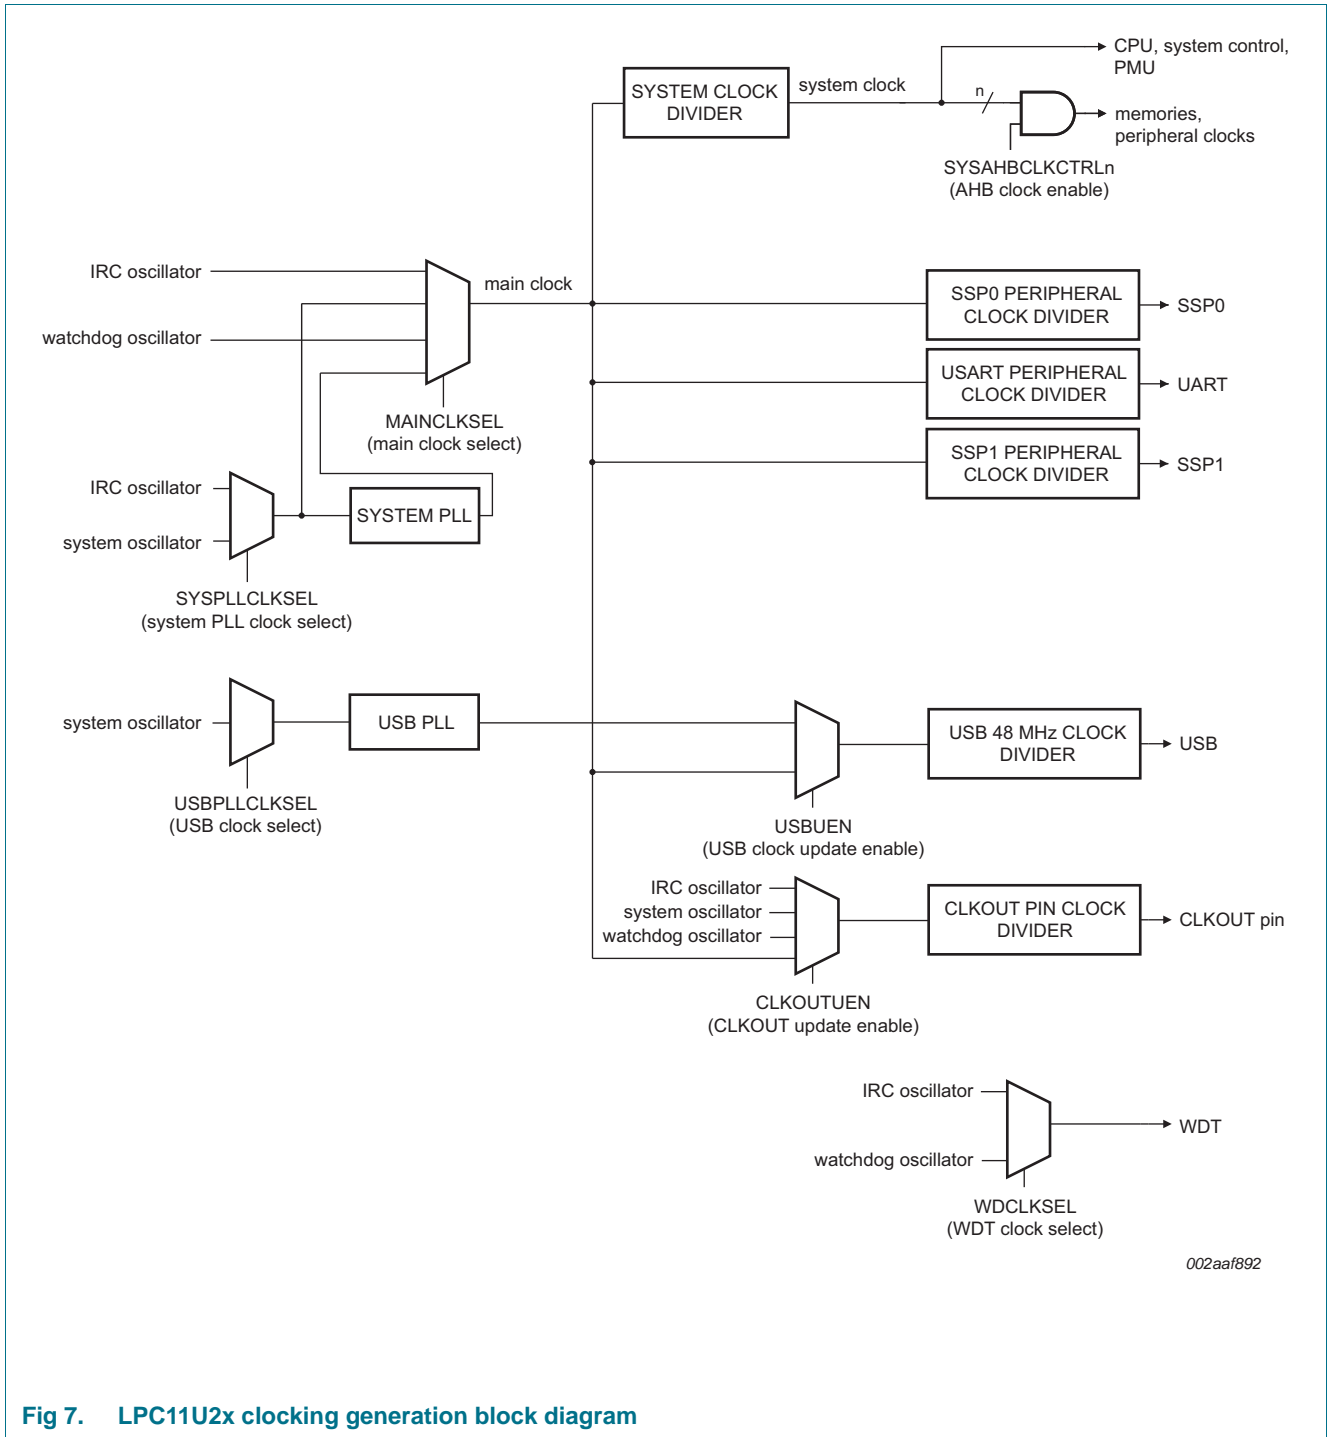 CPU, system control,
PMU
SYSTEM CLOCK
DIVIDER
system clock
n
memories,
peripheral clocks
SYSAHBCLKCTRLn
(AHB clock enable)
IRC oscillator
main clock
watchdog oscillator
MAINCLKSEL
(main clock select)
SSP0 PERIPHERAL
CLOCK DIVIDER
SSP0
USART PERIPHERAL
CLOCK DIVIDER
UART
SSP1 PERIPHERAL
CLOCK DIVIDER
SSP1
IRC oscillator
system oscillator
SYSTEM PLL
SYSPLLCLKSEL
(system PLL clock select)
system oscillator
USB PLL
USBPLLCLKSEL
(USB clock select)
USB 48 MHz CLOCK
DIVIDER
USB
USBUEN
(USB clock update enable)
IRC oscillator
system oscillator
watchdog oscillator
CLKOUT PIN CLOCK
DIVIDER
CLKOUT pin
CLKOUTUEN
(CLKOUT update enable)
IRC oscillator
watchdog oscillator
WDT
WDCLKSEL
(WDT clock select)
002aaf892
Fig 7. LPC11U2x clocking generation block diagram